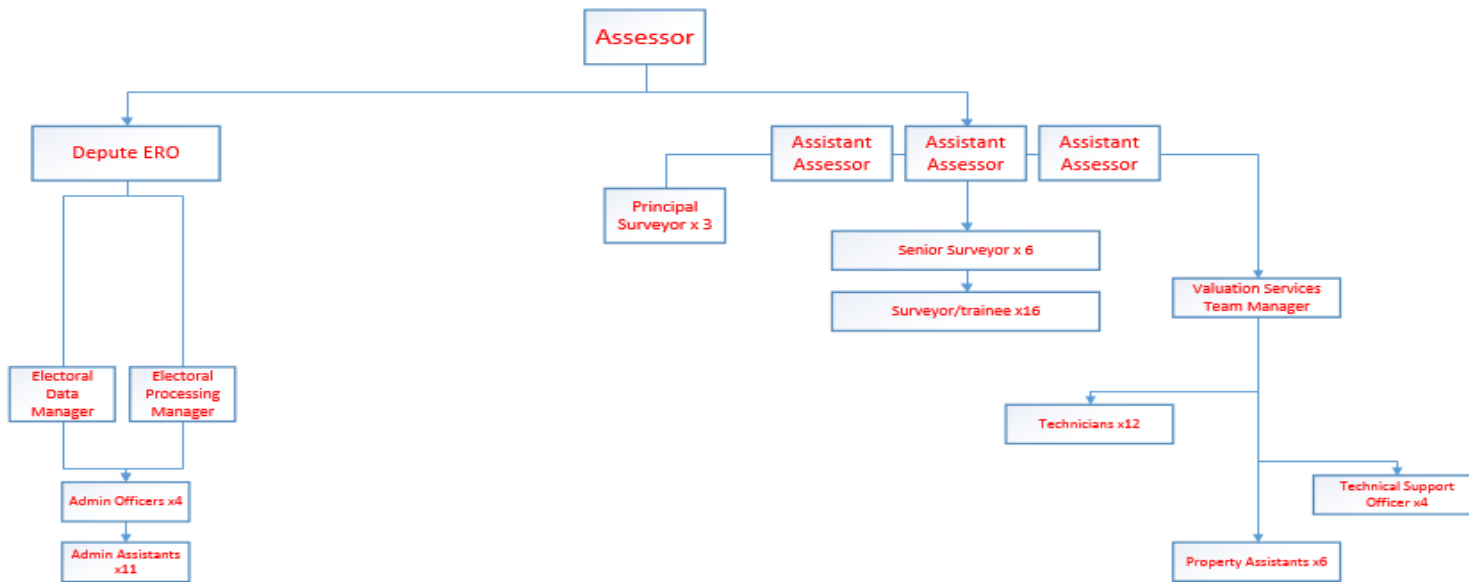 Assessor
Depute ERO
Assistant
Assessor
Assistant
Assessor
Assistant
Assessor
Principal
Surveyor x 3
Senior Surveyor x 6
Surveyor/trainee x16
Valuation Services
Team Manager
Electoral
Data
Manager
Electoral
Processing
Manager
Technicians x12
Admin Officers x4
Technical Support
Officer x4
Admin Assistants
x11
Property Assistants x6